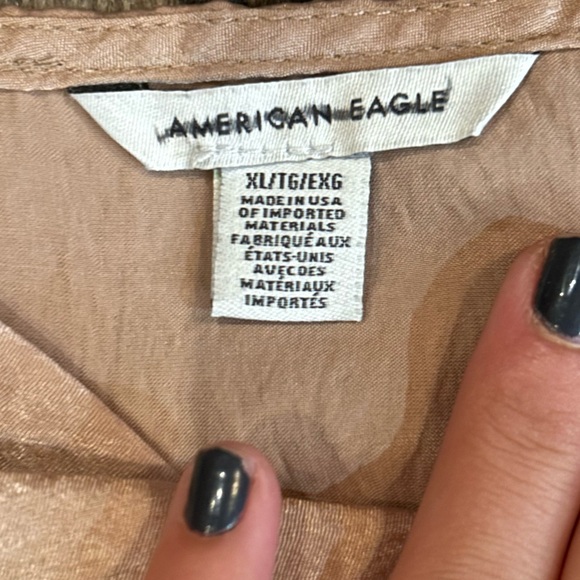 AMERICAN EAGLE
XL/TG/EXG
MADE IN USA
OF IMPORTED
MATERIALS
FABRIQUÉ AUX
ÉTATS-UNIS
AVEC DES
MATÉRIAUX
IMPORTÉS